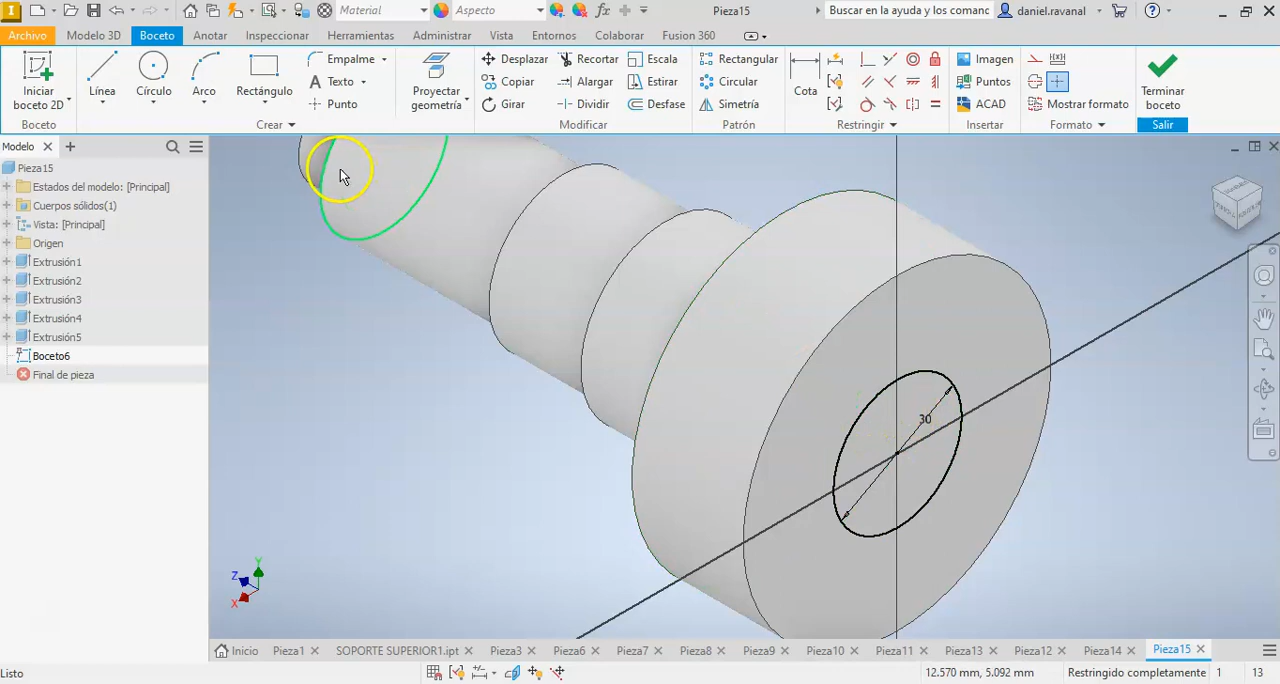 Material
Aspecto
fx
Pieza15
Buscar en la ayuda y los comanc
daniel.ravanal
Archivo Modelo 3D Boceto Anotar Inspeccionar Herramientas Administrar Vista Entornos Colaborar Fusion 360
Iniciar boceto 2D
Línea
Círculo
Arco
Rectángulo
Empalme
Texto
Punto
Proyectar geometría
Desplazar
Copiar
Girar
Recortar
Alargar
Dividir
Escala
Estirar
Desfase
Rectangular
Circular
Simetría
Cota
Imagen
Puntos
ACAD
Mostrar formato
Terminar boceto
Boceto Crear Modificar Patrón Restringir Insertar Formato Salir
Modelo
Pieza15
Estados del modelo: [Principal]
Cuerpos sólidos(1)
Vista: [Principal]
Origen
Extrusión1
Extrusión2
Extrusión3
Extrusión4
Extrusión5
Boceto6
Final de pieza
30
Y
Z
X
Inicio Pieza1 SOPORTE SUPERIOR1.ipt Pieza3 Pieza6 Pieza7 Pieza8 Pieza9 Pieza10 Pieza11 Pieza13 Pieza12 Pieza14 Pieza15
Listo
12.570 mm, 5.092 mm
Restringido completamente
1
13